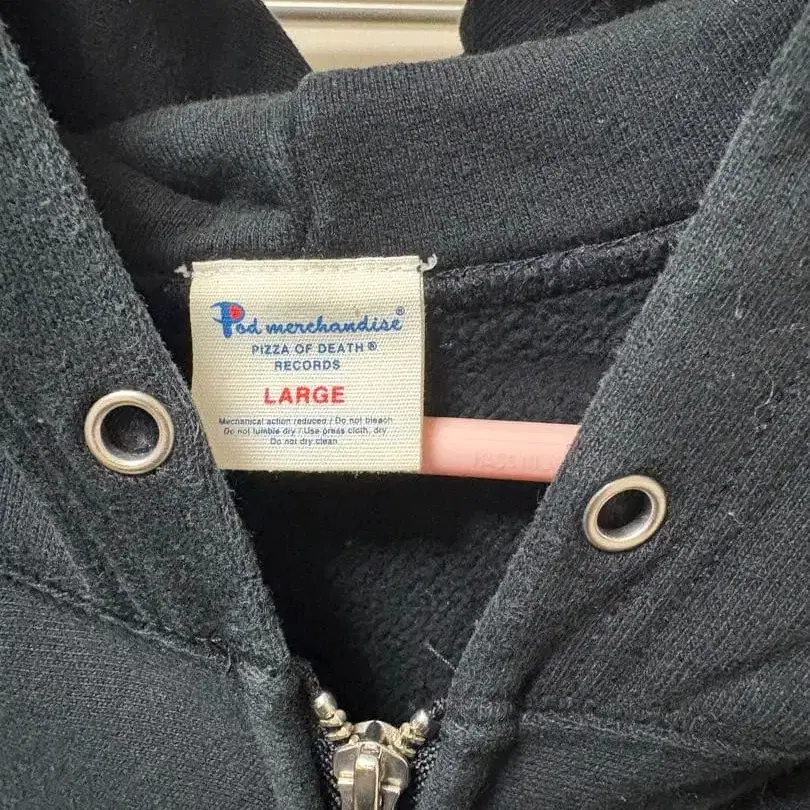 Pod merchandise®
PIZZA OF DEATH®
RECORDS
LARGE
Mechanical action reduced / Do not bleach
Do not tumble dry / Use press cloth, dry
Do not dry clean